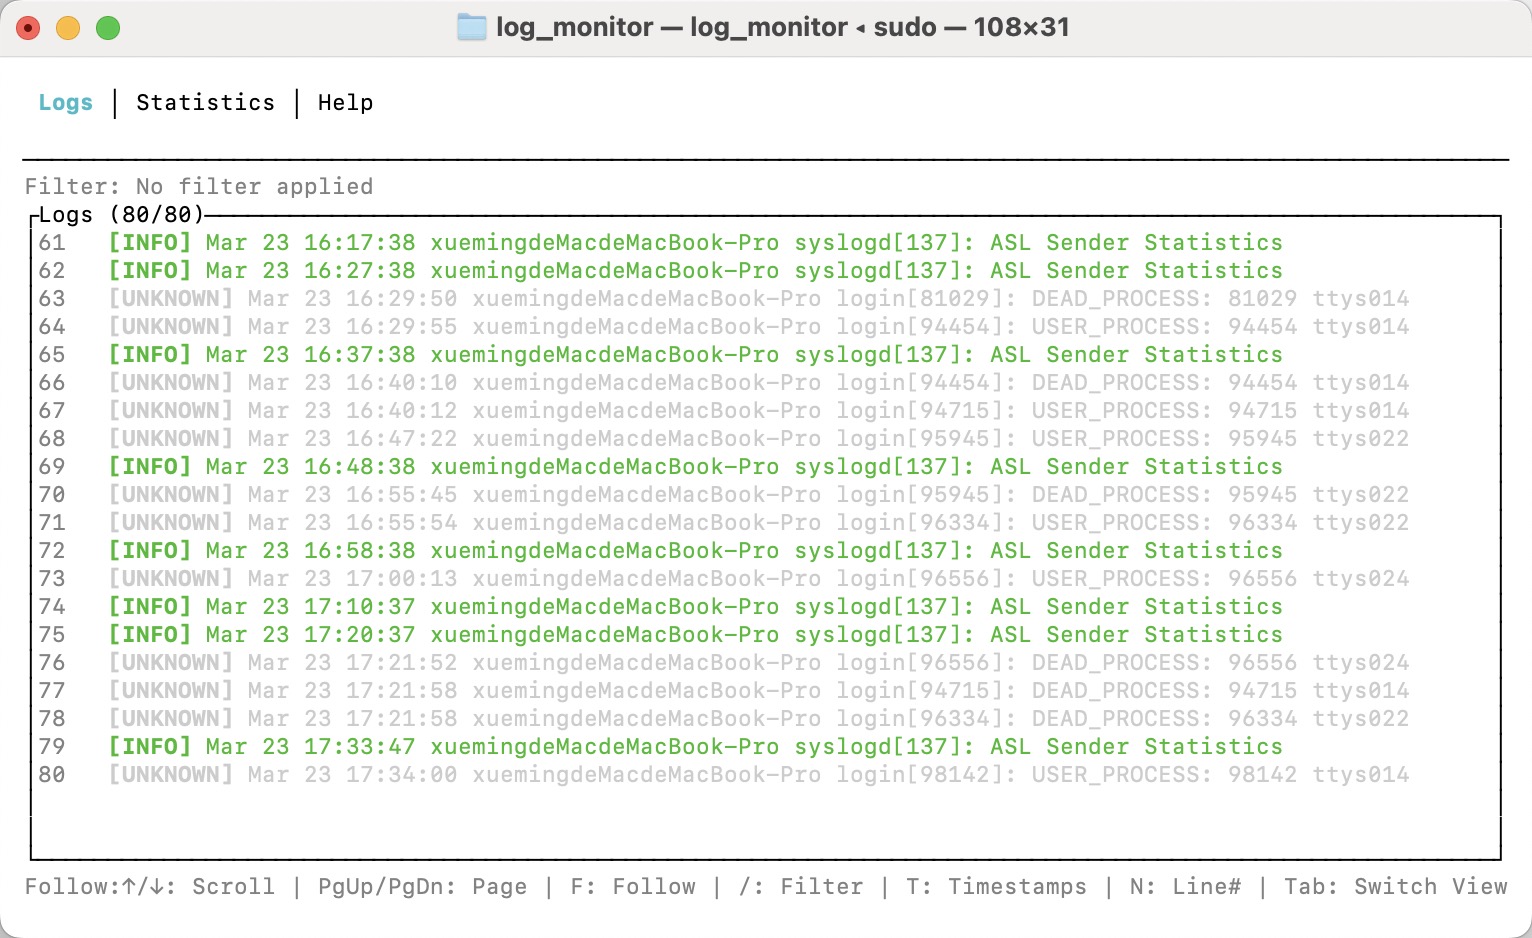 log_monitor — log_monitor ◂ sudo — 108×31
Logs │ Statistics │ Help
Filter: No filter applied
Logs (80/80)
61 [INFO] Mar 23 16:17:38 xuemingdeMacdeMacBook-Pro syslogd[137]: ASL Sender Statistics
62 [INFO] Mar 23 16:27:38 xuemingdeMacdeMacBook-Pro syslogd[137]: ASL Sender Statistics
63 [UNKNOWN] Mar 23 16:29:50 xuemingdeMacdeMacBook-Pro login[81029]: DEAD_PROCESS: 81029 ttys014
64 [UNKNOWN] Mar 23 16:29:55 xuemingdeMacdeMacBook-Pro login[94454]: USER_PROCESS: 94454 ttys014
65 [INFO] Mar 23 16:37:38 xuemingdeMacdeMacBook-Pro syslogd[137]: ASL Sender Statistics
66 [UNKNOWN] Mar 23 16:40:10 xuemingdeMacdeMacBook-Pro login[94454]: DEAD_PROCESS: 94454 ttys014
67 [UNKNOWN] Mar 23 16:40:12 xuemingdeMacdeMacBook-Pro login[94715]: USER_PROCESS: 94715 ttys014
68 [UNKNOWN] Mar 23 16:47:22 xuemingdeMacdeMacBook-Pro login[95945]: USER_PROCESS: 95945 ttys022
69 [INFO] Mar 23 16:48:38 xuemingdeMacdeMacBook-Pro syslogd[137]: ASL Sender Statistics
70 [UNKNOWN] Mar 23 16:55:45 xuemingdeMacdeMacBook-Pro login[95945]: DEAD_PROCESS: 95945 ttys022
71 [UNKNOWN] Mar 23 16:55:54 xuemingdeMacdeMacBook-Pro login[96334]: USER_PROCESS: 96334 ttys022
72 [INFO] Mar 23 16:58:38 xuemingdeMacdeMacBook-Pro syslogd[137]: ASL Sender Statistics
73 [UNKNOWN] Mar 23 17:00:13 xuemingdeMacdeMacBook-Pro login[96556]: USER_PROCESS: 96556 ttys024
74 [INFO] Mar 23 17:10:37 xuemingdeMacdeMacBook-Pro syslogd[137]: ASL Sender Statistics
75 [INFO] Mar 23 17:20:37 xuemingdeMacdeMacBook-Pro syslogd[137]: ASL Sender Statistics
76 [UNKNOWN] Mar 23 17:21:52 xuemingdeMacdeMacBook-Pro login[96556]: DEAD_PROCESS: 96556 ttys024
77 [UNKNOWN] Mar 23 17:21:58 xuemingdeMacdeMacBook-Pro login[94715]: DEAD_PROCESS: 94715 ttys014
78 [UNKNOWN] Mar 23 17:21:58 xuemingdeMacdeMacBook-Pro login[96334]: DEAD_PROCESS: 96334 ttys022
79 [INFO] Mar 23 17:33:47 xuemingdeMacdeMacBook-Pro syslogd[137]: ASL Sender Statistics
80 [UNKNOWN] Mar 23 17:34:00 xuemingdeMacdeMacBook-Pro login[98142]: USER_PROCESS: 98142 ttys014
Follow:↑/↓: Scroll | PgUp/PgDn: Page | F: Follow | /: Filter | T: Timestamps | N: Line# | Tab: Switch View